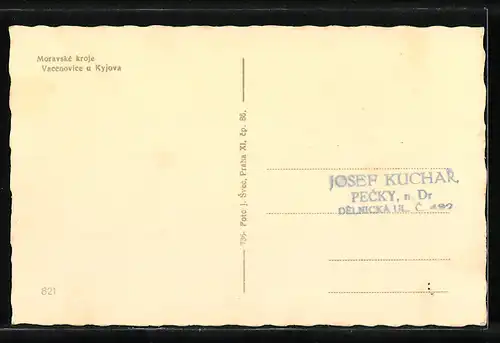 Moravské kroje
Vacenovice u Kyjova
Foto J. Švec, Praha XI, čp. 86.
JOSEF KUCHAŘ,
PEČKY, n. Dr
DĚLNICKÁ UL. Č.
821